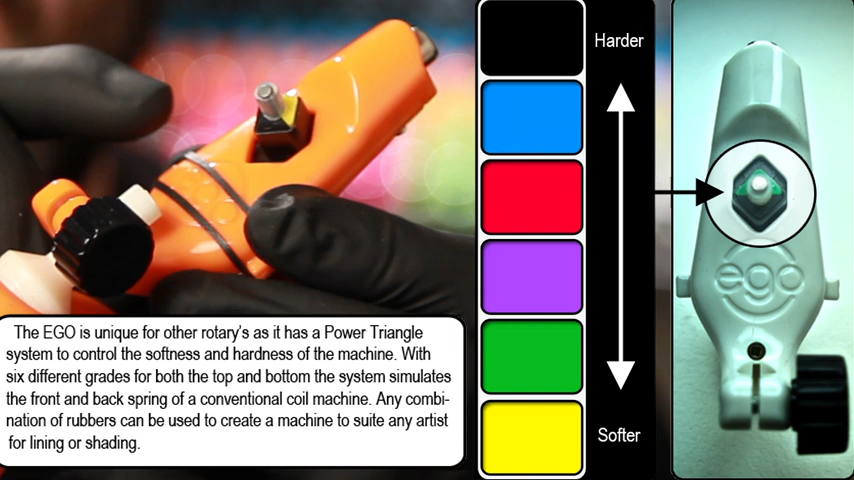 The EGO is unique for other rotary's as it has a Power Triangle
system to control the softness and hardness of the machine. With
six different grades for both the top and bottom the system simulates
the front and back spring of a conventional coil machine. Any combi-
nation of rubbers can be used to create a machine to suite any artist
for lining or shading.
Harder
Softer
ego